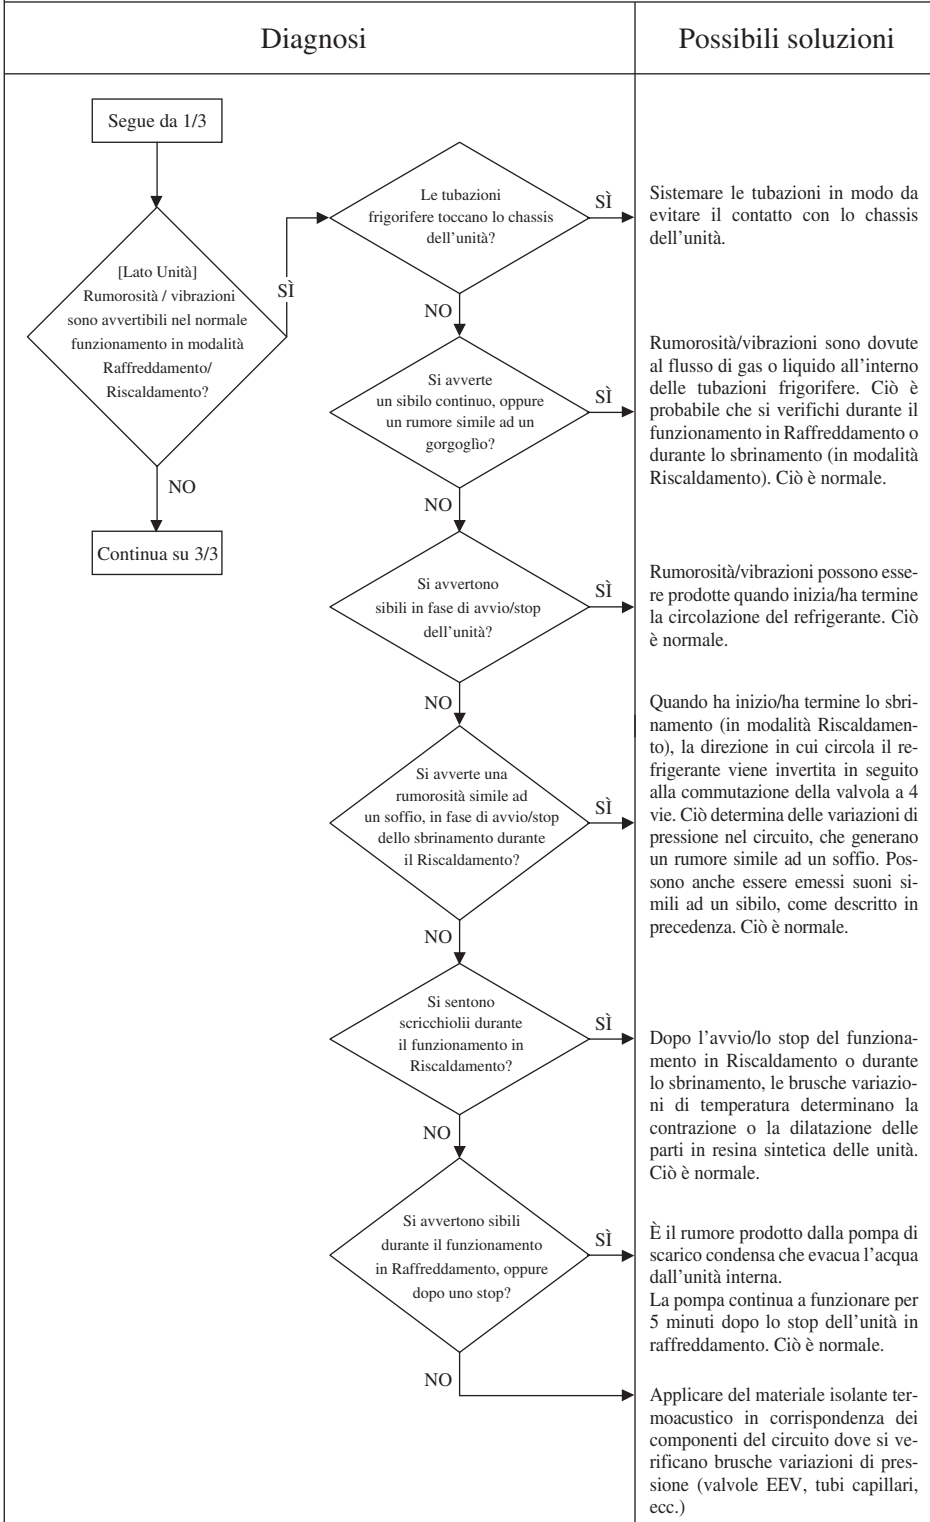 Diagnosi
Possibili soluzioni
Segue da 1/3
[Lato Unità]
Rumorosità / vibrazioni
sono avvertibili nel normale
funzionamento in modalità
Raffreddamento/
Riscaldamento?
SÌ
NO
Continua su 3/3
Le tubazioni
frigorifere toccano lo chassis
dell'unità?
SÌ
Sistemare le tubazioni in modo da
evitare il contatto con lo chassis
dell'unità.
NO
Si avverte
un sibilo continuo, oppure
un rumore simile ad un
gorgoglìo?
SÌ
Rumorosità/vibrazioni sono dovute
al flusso di gas o liquido all'interno
delle tubazioni frigorifere. Ciò è
probabile che si verifichi durante il
funzionamento in Raffreddamento o
durante lo sbrinamento (in modalità
Riscaldamento). Ciò è normale.
NO
Si avvertono
sibili in fase di avvio/stop
dell'unità?
SÌ
Rumorosità/vibrazioni possono esse-
re prodotte quando inizia/ha termine
la circolazione del refrigerante. Ciò
è normale.
NO
Si avverte una
rumorosità simile ad
un soffio, in fase di avvio/stop
dello sbrinamento durante
il Riscaldamento?
SÌ
Quando ha inizio/ha termine lo sbri-
namento (in modalità Riscaldamen-
to), la direzione in cui circola il re-
frigerante viene invertita in seguito
alla commutazione della valvola a 4
vie. Ciò determina delle variazioni di
pressione nel circuito, che generano
un rumore simile ad un soffio. Pos-
sono anche essere emessi suoni si-
mili ad un sibilo, come descritto in
precedenza. Ciò è normale.
NO
Si sentono
scricchiolii durante
il funzionamento in
Riscaldamento?
SÌ
Dopo l'avvio/lo stop del funziona-
mento in Riscaldamento o durante
lo sbrinamento, le brusche variazio-
ni di temperatura determinano la
contrazione o la dilatazione delle
parti in resina sintetica delle unità.
Ciò è normale.
NO
Si avvertono sibili
durante il funzionamento
in Raffreddamento, oppure
dopo uno stop?
SÌ
È il rumore prodotto dalla pompa di
scarico condensa che evacua l'acqua
dall'unità interna.
La pompa continua a funzionare per
5 minuti dopo lo stop dell'unità in
raffreddamento. Ciò è normale.
NO
Applicare del materiale isolante ter-
moacustico in corrispondenza dei
componenti del circuito dove si ve-
rificano brusche variazioni di pres-
sione (valvole EEV, tubi capillari,
ecc.)